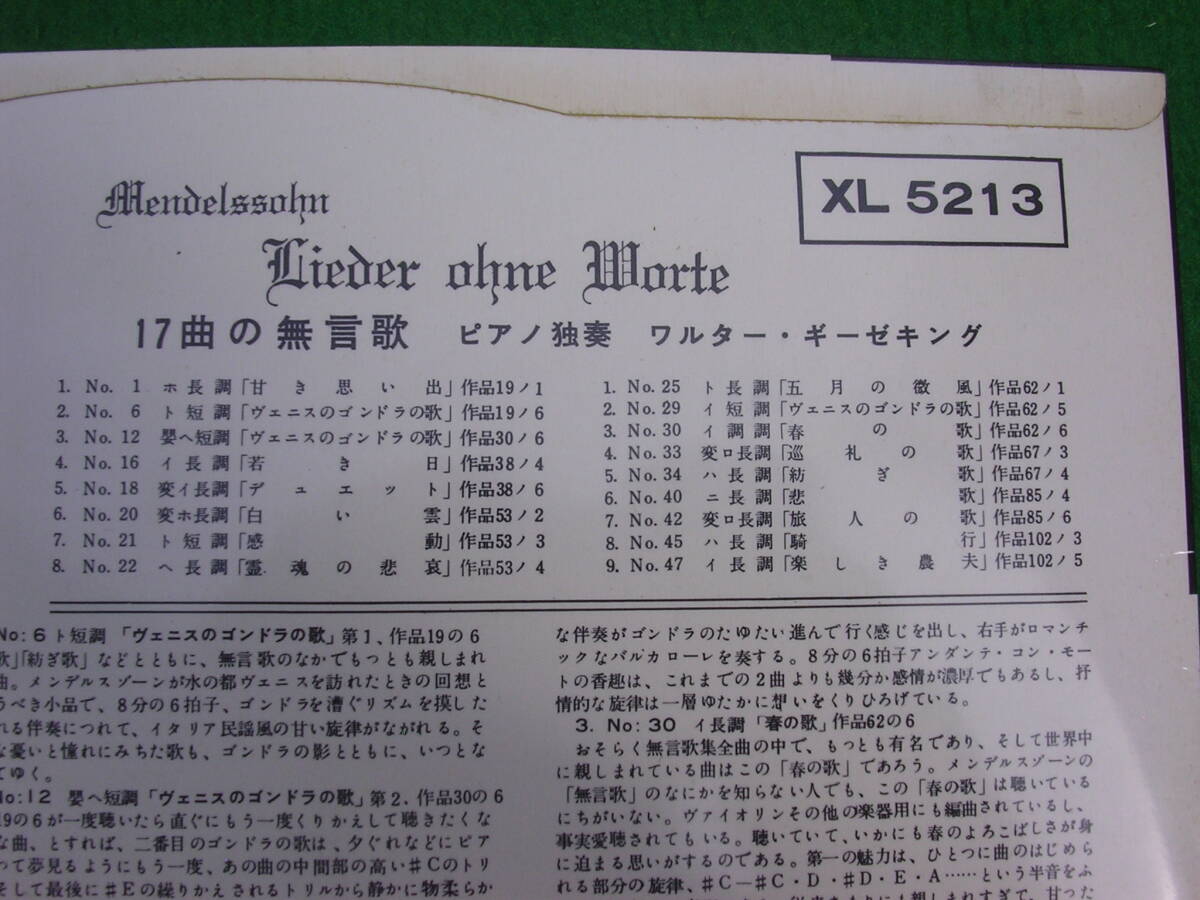 XL 5213
Mendelssohn
Lieder ohne Worte
17曲の無言歌 ピアノ独奏 ワルター・ギーゼキング
1. No. 1 ホ長調「甘き思い出」作品19ノ1
2. No. 6 ト短調「ヴェニスのゴンドラの歌」作品19ノ6
3. No. 12 嬰ヘ短調「ヴェニスのゴンドラの歌」作品30ノ6
4. No. 16 イ長調「若き日」作品38ノ4
5. No. 18 変イ長調「デュエット」作品38ノ6
6. No. 20 変ホ長調「白い雲」作品53ノ2
7. No. 21 ト短調「感動」作品53ノ3
8. No. 22 ヘ長調「霊魂の悲哀」作品53ノ4
1. No. 25 ト長調「五月の微風」作品62ノ1
2. No. 29 イ短調「ヴェニスのゴンドラの歌」作品62ノ5
3. No. 30 イ調調「春の歌」作品62ノ6
4. No. 33 変ロ長調「巡礼の歌」作品67ノ3
5. No. 34 ハ長調「紡ぎ歌」作品67ノ4
6. No. 40 ニ長調「悲歌」作品85ノ4
7. No. 42 変ロ長調「旅人の歌」作品85ノ6
8. No. 45 ハ長調「騎行」作品102ノ3
9. No. 47 イ長調「楽しき農夫」作品102ノ5
No: 6 ト短調 「ヴェニスのゴンドラの歌」第1、作品19の6
歌」「紡ぎ歌」などとともに、無言歌のなかでもっとも親しまれ
曲。メンデルスゾーンが水の都ヴェニスを訪れたときの回想と
うべき小品で、8分の6拍子、ゴンドラを漕ぐリズムを摸した
れる伴奏につれて、イタリア民謡風の甘い旋律がながれる。そ
な憂いと憧れにみちた歌も、ゴンドラの影とともに、いつとな
てゆく。
No: 12 嬰ヘ短調「ヴェニスのゴンドラの歌」第2. 作品30の6
19の6が一度聴いたら直ぐにもう一度くりかえして聴きたくな
な曲、とすれば、二番目のゴンドラの歌は、夕ぐれなどにピア
って夢見るようにもう一度、あの曲の中間部の高い♯Cのトリ
そして最後に♯Eの繰りかえされるトリルから静かに物柔らか
な伴奏がゴンドラのたゆたい進んで行く感じを出し、右手がロマンチ
ックなバルカローレを奏する。8分の6拍子アンダンテ・コン・モー
トの香趣は、これまでの2曲よりも幾分か感情が濃厚でもあるし、抒
情的な旋律は一層ゆたかに想いをくりひろげている。
3. No: 30 イ長調 「春の歌」作品62の6
おそらく無言歌集全曲の中で、もっとも有名であり、そして世界中
に親しまれている曲はこの「春の歌」であろう。メンデルスゾーンの
「無言歌」のなにかを知らない人でも、この「春の歌」は聴いている
にちがいない。ヴァイオリンその他の楽器用にも編曲されているし、
事実愛聴されてもいる。聴いていて、いかにも春のよろこばしさが身
に迫まる思いがするのである。第一の魅力は、ひとつに曲のはじめら
れる部分の旋律、♯C—♯C・D・♯D・E・A……という半音をふ